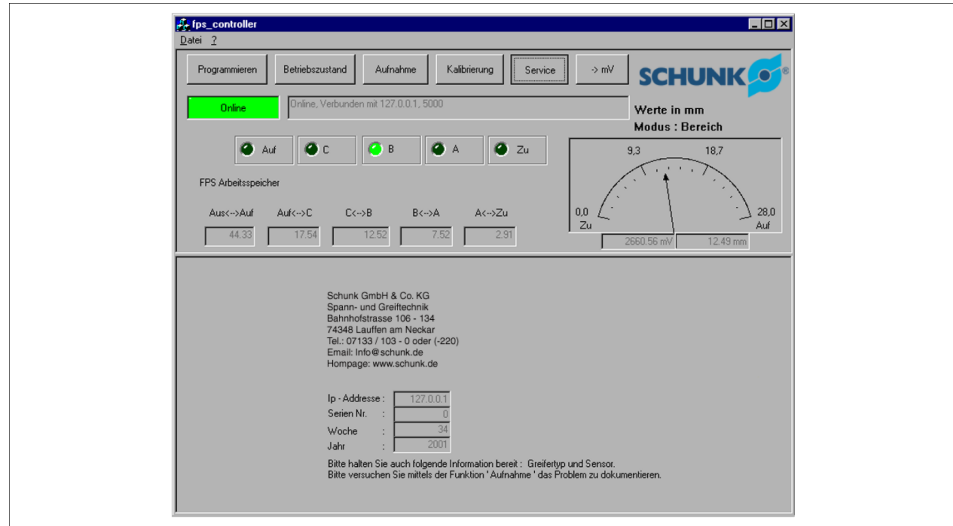 fps_controller
Datei ?
Programmieren Betriebszustand Aufnahme Kalibrierung Service -> mV
SCHUNK ®
Online Online, Verbunden mit 127.0.0.1, 5000
Werte in mm
Modus : Bereich
Auf C B A Zu
9,3 18,7
FPS Arbeitsspeicher
0,0 28,0
Zu Auf
Aus<-->Auf Auf<-->C C<-->B B<-->A A<-->Zu
44.33 17.54 12.52 7.52 2.91
2660.56 mV 12.49 mm
Schunk GmbH & Co. KG
Spann- und Greiftechnik
Bahnhofstrasse 106 - 134
74348 Lauffen am Neckar
Tel.: 07133 / 103 - 0 oder (-220)
Email: Info@schunk.de
Hompage: www.schunk.de
Ip - Addresse : 127.0.0.1
Serien Nr. : 0
Woche : 34
Jahr : 2001
Bitte halten Sie auch folgende Information bereit : Greifertyp und Sensor.
Bitte versuchen Sie mittels der Funktion ' Aufnahme ' das Problem zu dokumentieren.